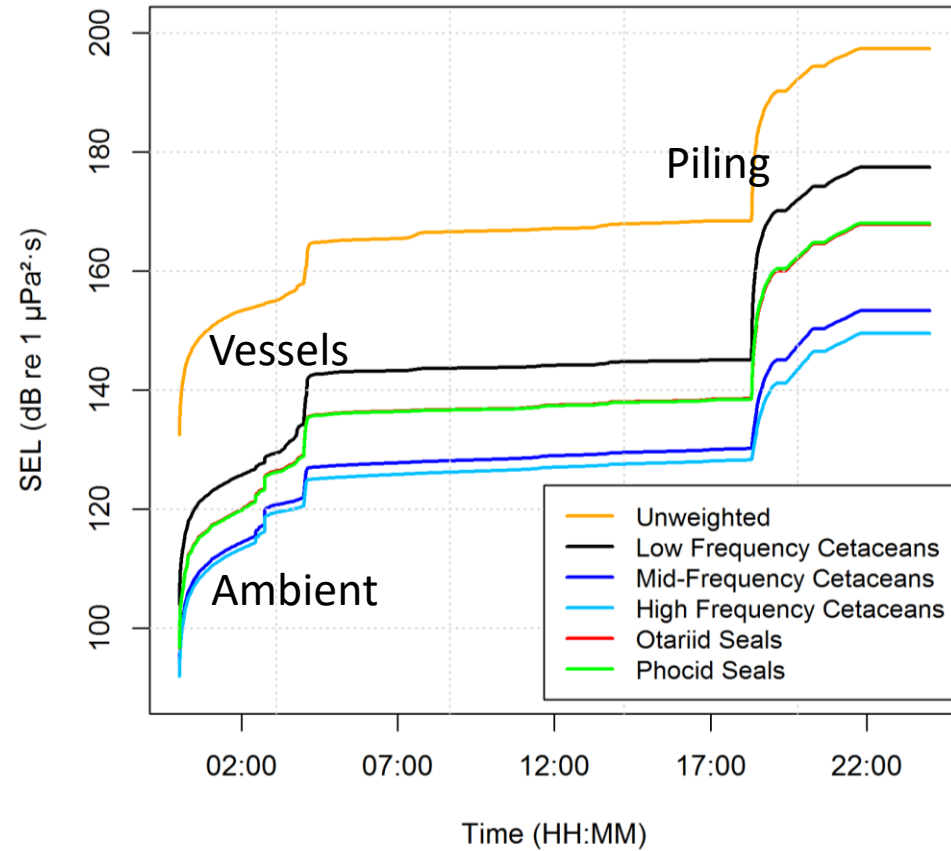 200
180
160
140
120
100
SEL (dB re 1 µPa²·s)
Piling
Vessels
Ambient
Unweighted
Low Frequency Cetaceans
Mid-Frequency Cetaceans
High Frequency Cetaceans
Otariid Seals
Phocid Seals
02:00 07:00 12:00 17:00 22:00
Time (HH:MM)